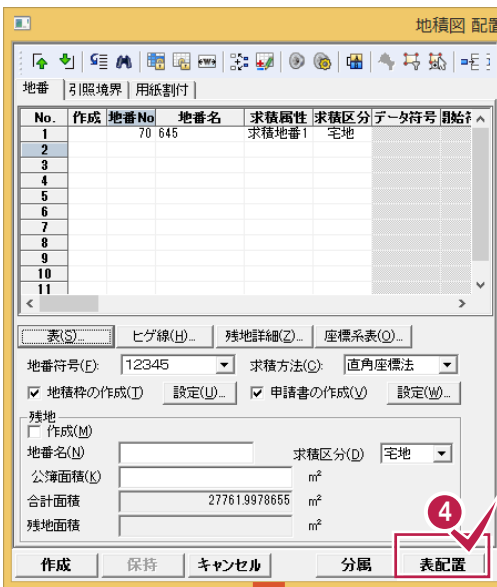 地積図 配置
地番 引照境界 用紙割付
No. 作成 地番No 地番名 求積属性 求積区分 データ符号
1 70 645 求積地番1 宅地
2
3
4
5
6
7
8
9
10
11
表(S)... ヒゲ線(H)... 残地詳細(Z)... 座標系表(O)...
地番符号(F): 12345 求積方法(C): 直角座標法
地積枠の作成(T) 設定(U)... 申請書の作成(V) 設定(W)...
残地
作成(M)
地番名(N) 求積区分(D) 宅地
公簿面積(K) m²
合計面積 27761.9978655 m²
残地面積 m²
4
作成 保持 キャンセル 分属 表配置